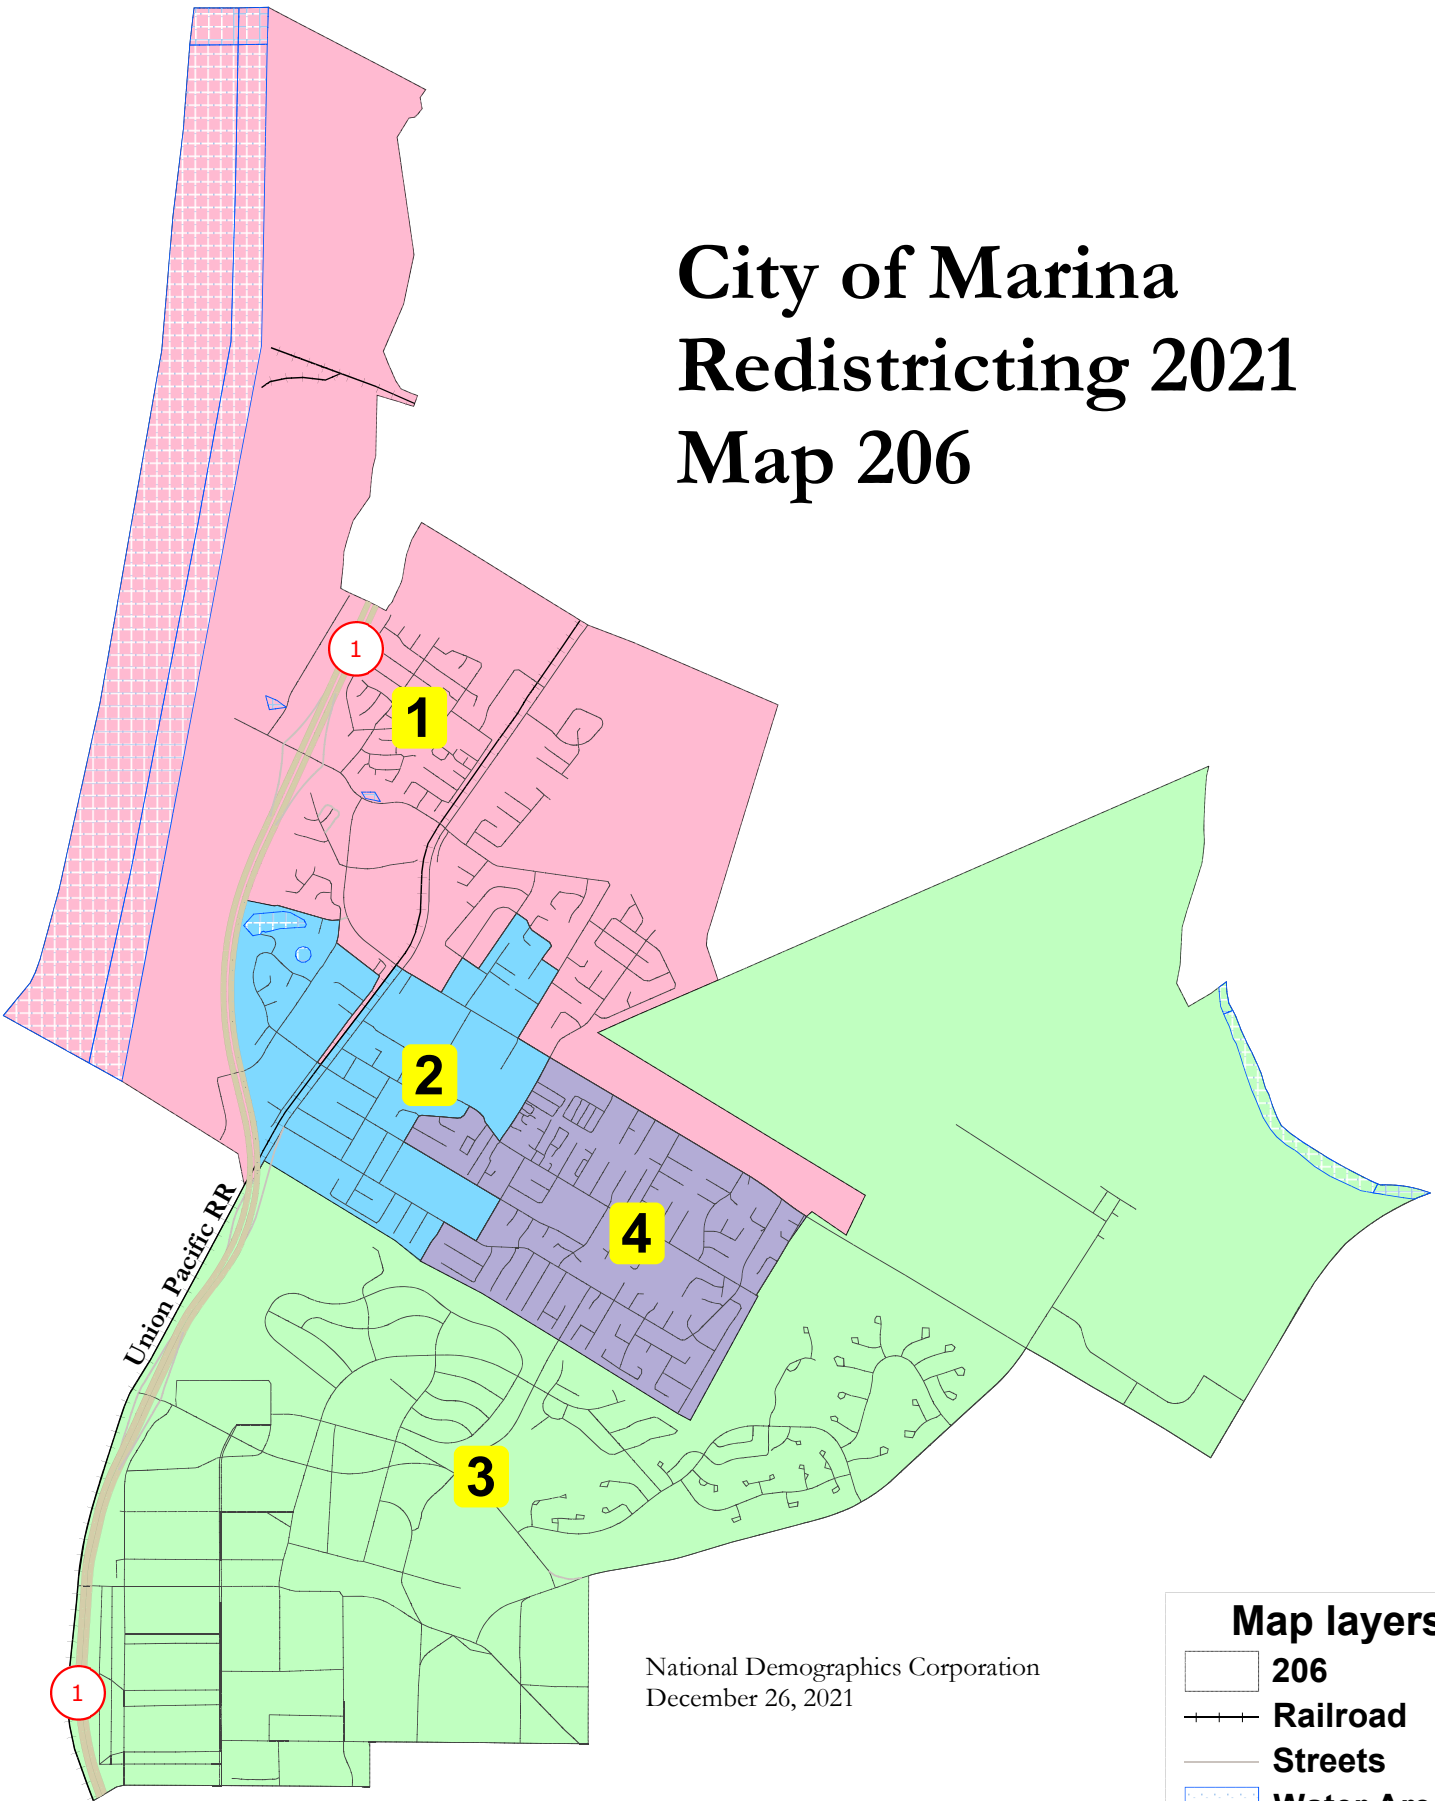 City of Marina
Redistricting 2021
Map 206
1
1
2
4
Union Pacific RR
3
National Demographics Corporation
December 26, 2021
1
Map layers
206
Railroad
Streets
Water